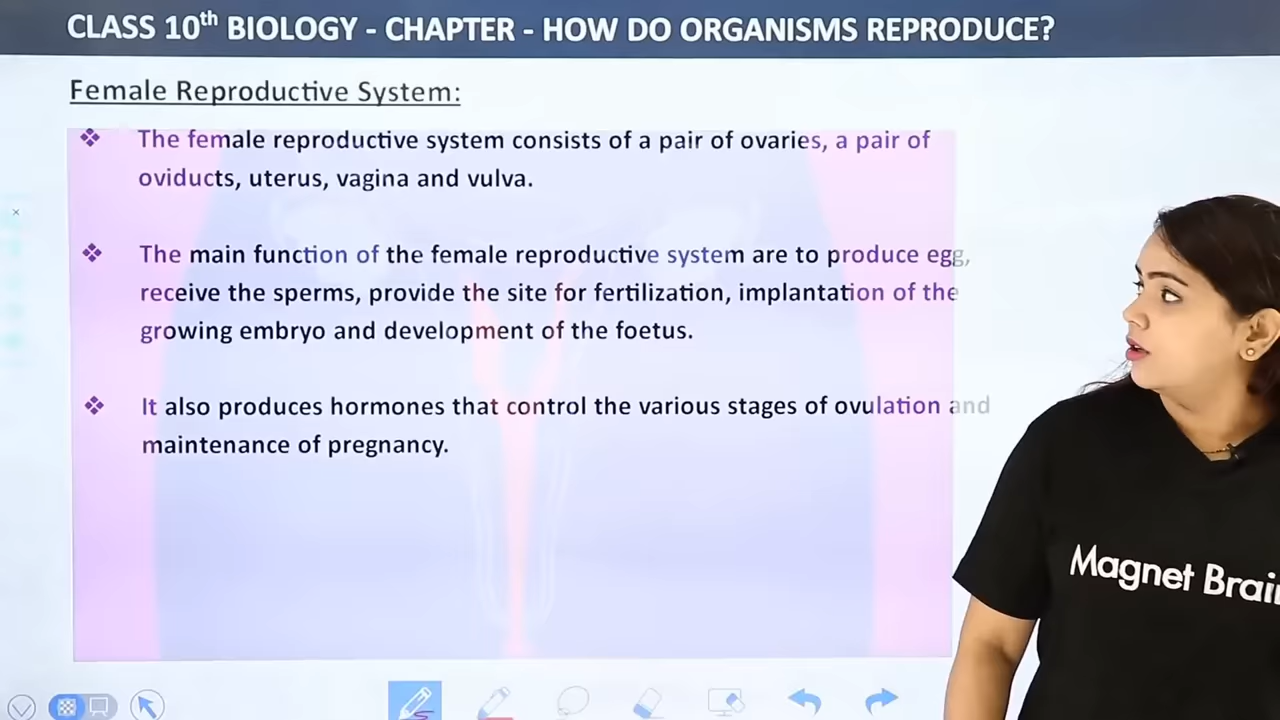 CLASS 10th BIOLOGY - CHAPTER - HOW DO ORGANISMS REPRODUCE?
Female Reproductive System:
❖ The female reproductive system consists of a pair of ovaries, a pair of
oviducts, uterus, vagina and vulva.
❖ The main function of the female reproductive system are to produce egg,
receive the sperms, provide the site for fertilization, implantation of the
growing embryo and development of the foetus.
❖ It also produces hormones that control the various stages of ovulation and
maintenance of pregnancy.
Magnet Brai